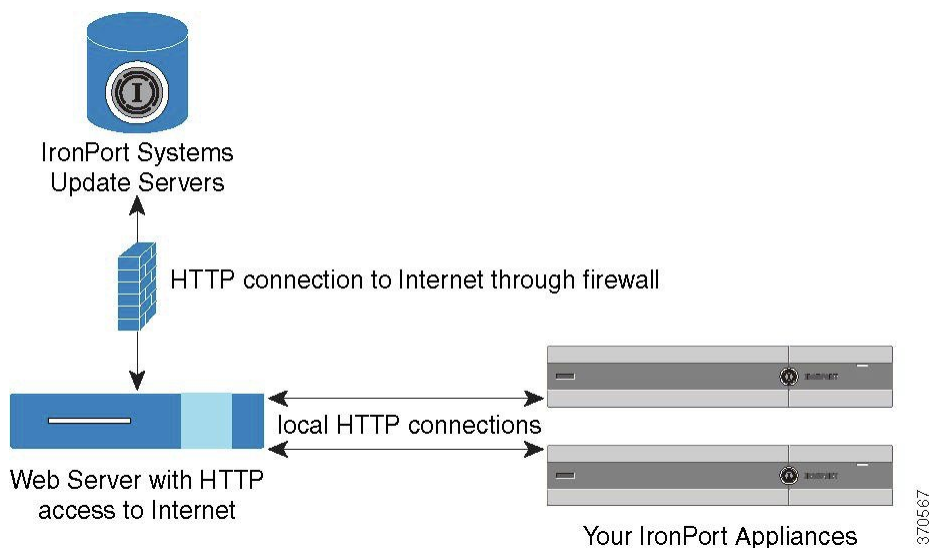 IronPort Systems
Update Servers
HTTP connection to Internet through firewall
local HTTP connections
Web Server with HTTP
access to Internet
Your IronPort Appliances
370567